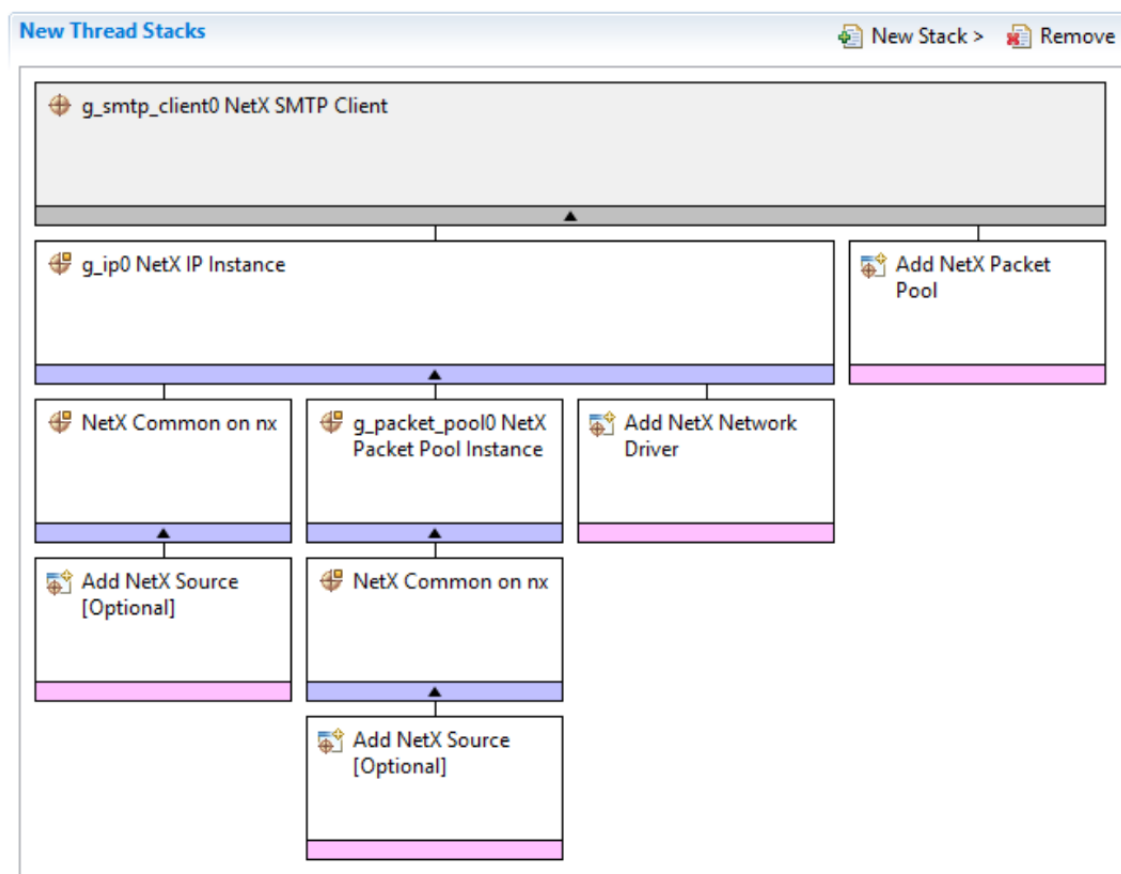 New Thread Stacks
New Stack >
Remove
g_smtp_client0 NetX SMTP Client
g_ip0 NetX IP Instance
Add NetX Packet
Pool
NetX Common on nx
g_packet_pool0 NetX
Packet Pool Instance
Add NetX Network
Driver
Add NetX Source
[Optional]
NetX Common on nx
Add NetX Source
[Optional]